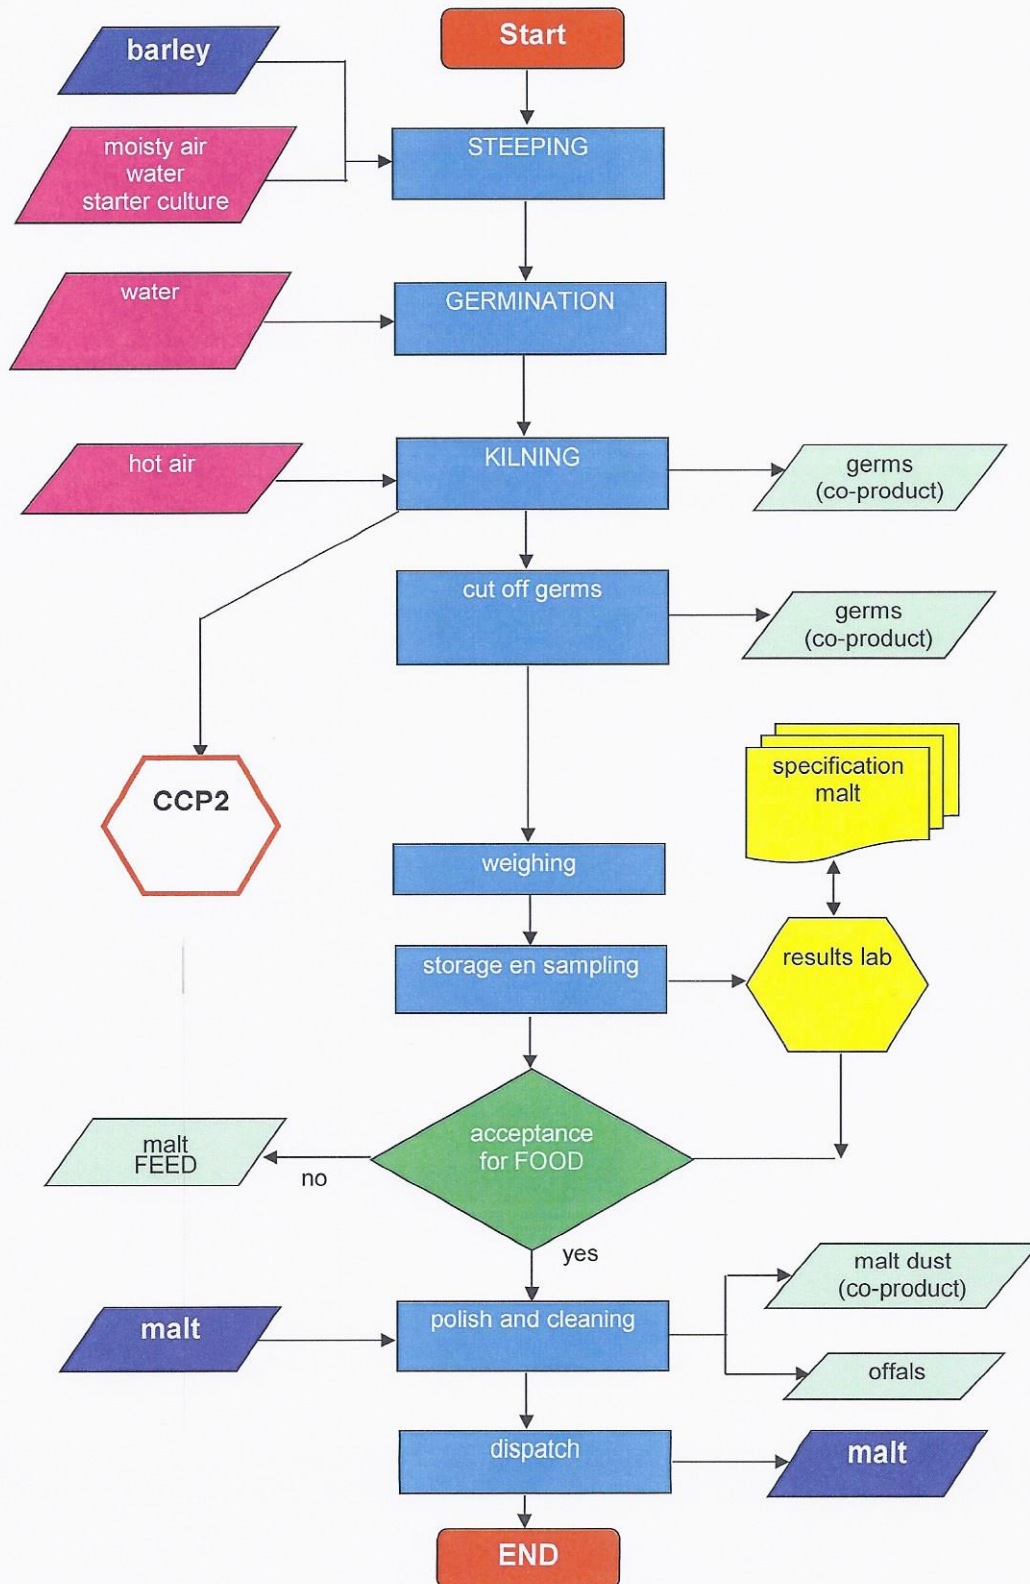 Start
barley
STEEPING
moisty air
water
starter culture
water
GERMINATION
hot air
KILNING
germs
(co-product)
cut off germs
germs
(co-product)
CCP2
specification
malt
weighing
storage en sampling
results lab
acceptance
for FOOD
malt
FEED
no
yes
malt dust
(co-product)
malt
polish and cleaning
offals
dispatch
malt
END